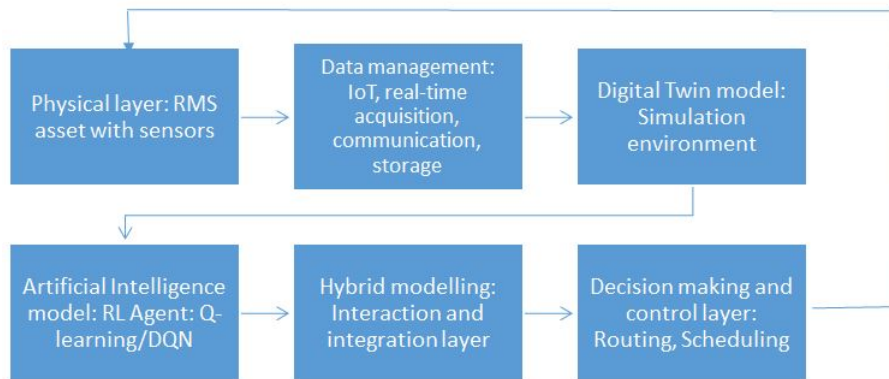 Physical layer: RMS
asset with sensors
Data management:
IoT, real-time
acquisition,
communication,
storage
Digital Twin model:
Simulation
environment
Artificial Intelligence
model: RL Agent: Q-
learning/DQN
Hybrid modelling:
Interaction and
integration layer
Decision making and
control layer:
Routing, Scheduling